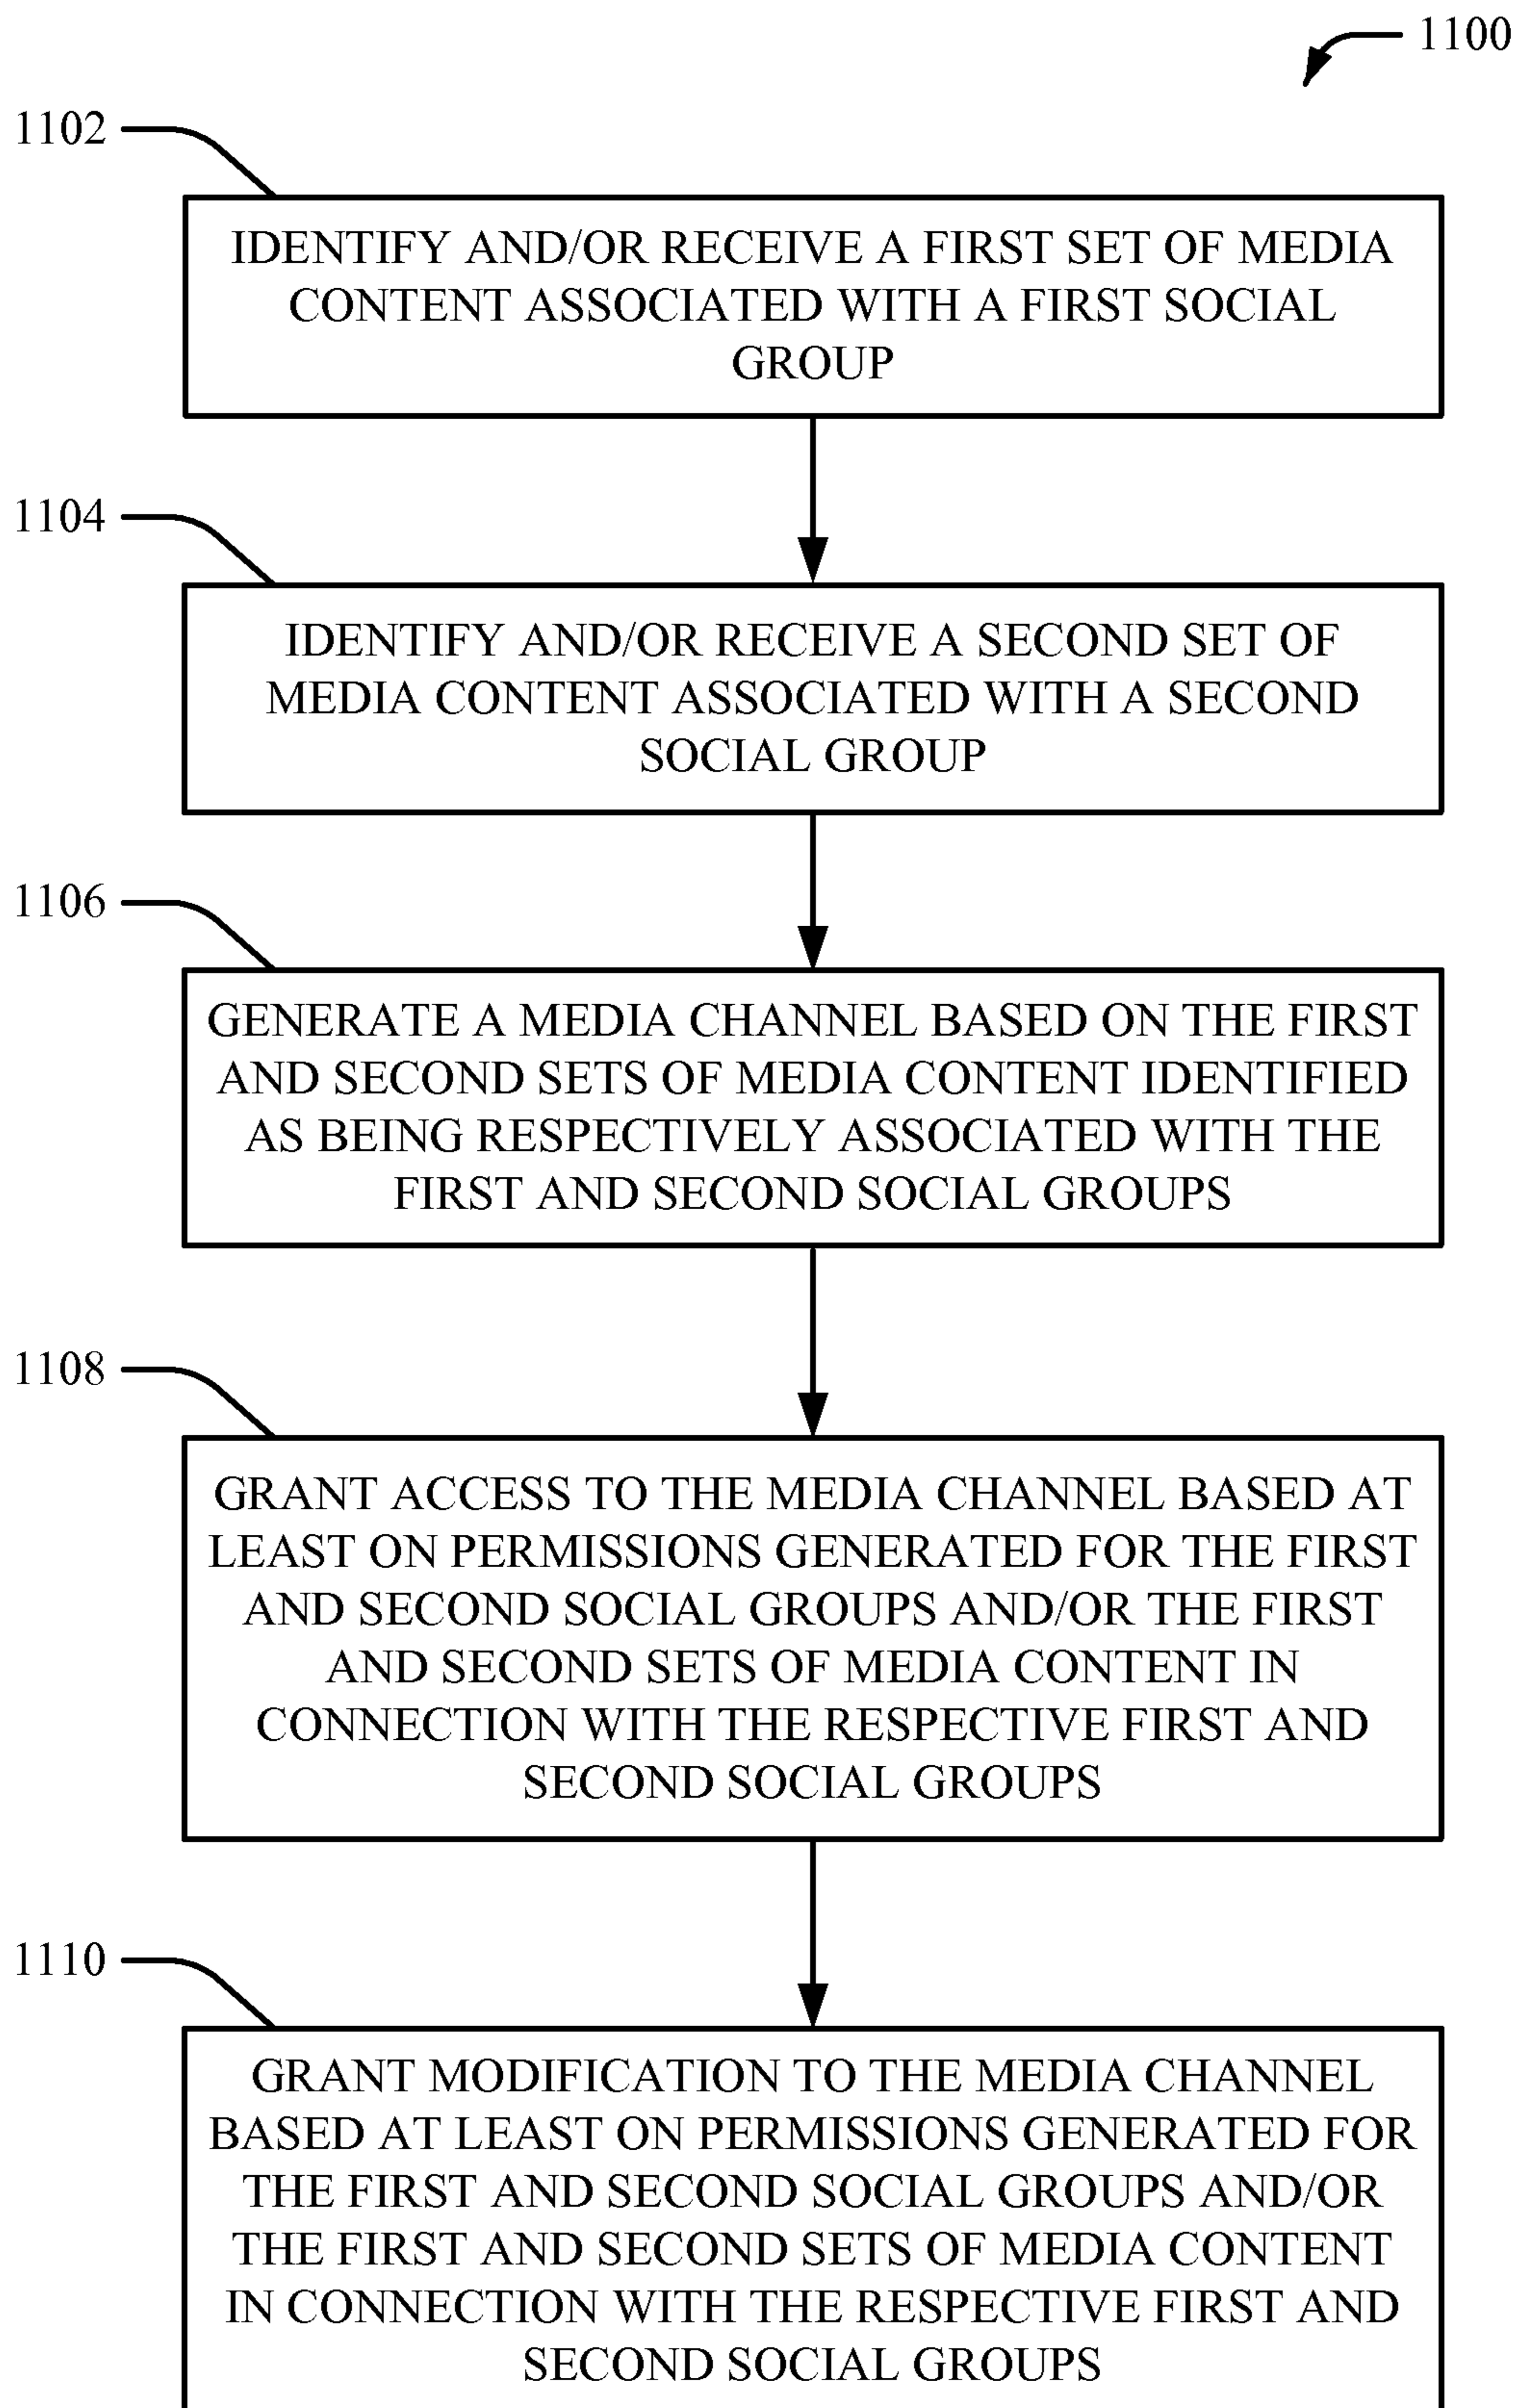 1100
1102
IDENTIFY AND/OR RECEIVE A FIRST SET OF MEDIA
CONTENT ASSOCIATED WITH A FIRST SOCIAL
GROUP
1104
IDENTIFY AND/OR RECEIVE A SECOND SET OF
MEDIA CONTENT ASSOCIATED WITH A SECOND
SOCIAL GROUP
1106
GENERATE A MEDIA CHANNEL BASED ON THE FIRST
AND SECOND SETS OF MEDIA CONTENT IDENTIFIED
AS BEING RESPECTIVELY ASSOCIATED WITH THE
FIRST AND SECOND SOCIAL GROUPS
1108
GRANT ACCESS TO THE MEDIA CHANNEL BASED AT
LEAST ON PERMISSIONS GENERATED FOR THE FIRST
AND SECOND SOCIAL GROUPS AND/OR THE FIRST
AND SECOND SETS OF MEDIA CONTENT IN
CONNECTION WITH THE RESPECTIVE FIRST AND
SECOND SOCIAL GROUPS
1110
GRANT MODIFICATION TO THE MEDIA CHANNEL
BASED AT LEAST ON PERMISSIONS GENERATED FOR
THE FIRST AND SECOND SOCIAL GROUPS AND/OR
THE FIRST AND SECOND SETS OF MEDIA CONTENT
IN CONNECTION WITH THE RESPECTIVE FIRST AND
SECOND SOCIAL GROUPS